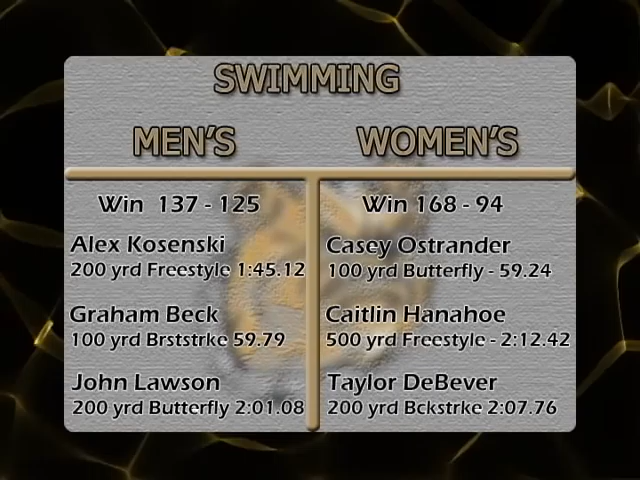 SWIMMING
MEN'S
WOMEN'S
Win 137 - 125
Alex Kosenski
200 yrd Freestyle 1:45.12
Graham Beck
100 yrd Brststrke 59.79
John Lawson
200 yrd Butterfly 2:01.08
Win 168 - 94
Casey Ostrander
100 yrd Butterfly - 59.24
Caitlin Hanahoe
500 yrd Freestyle - 2:12.42
Taylor DeBever
200 yrd Bckstrke 2:07.76